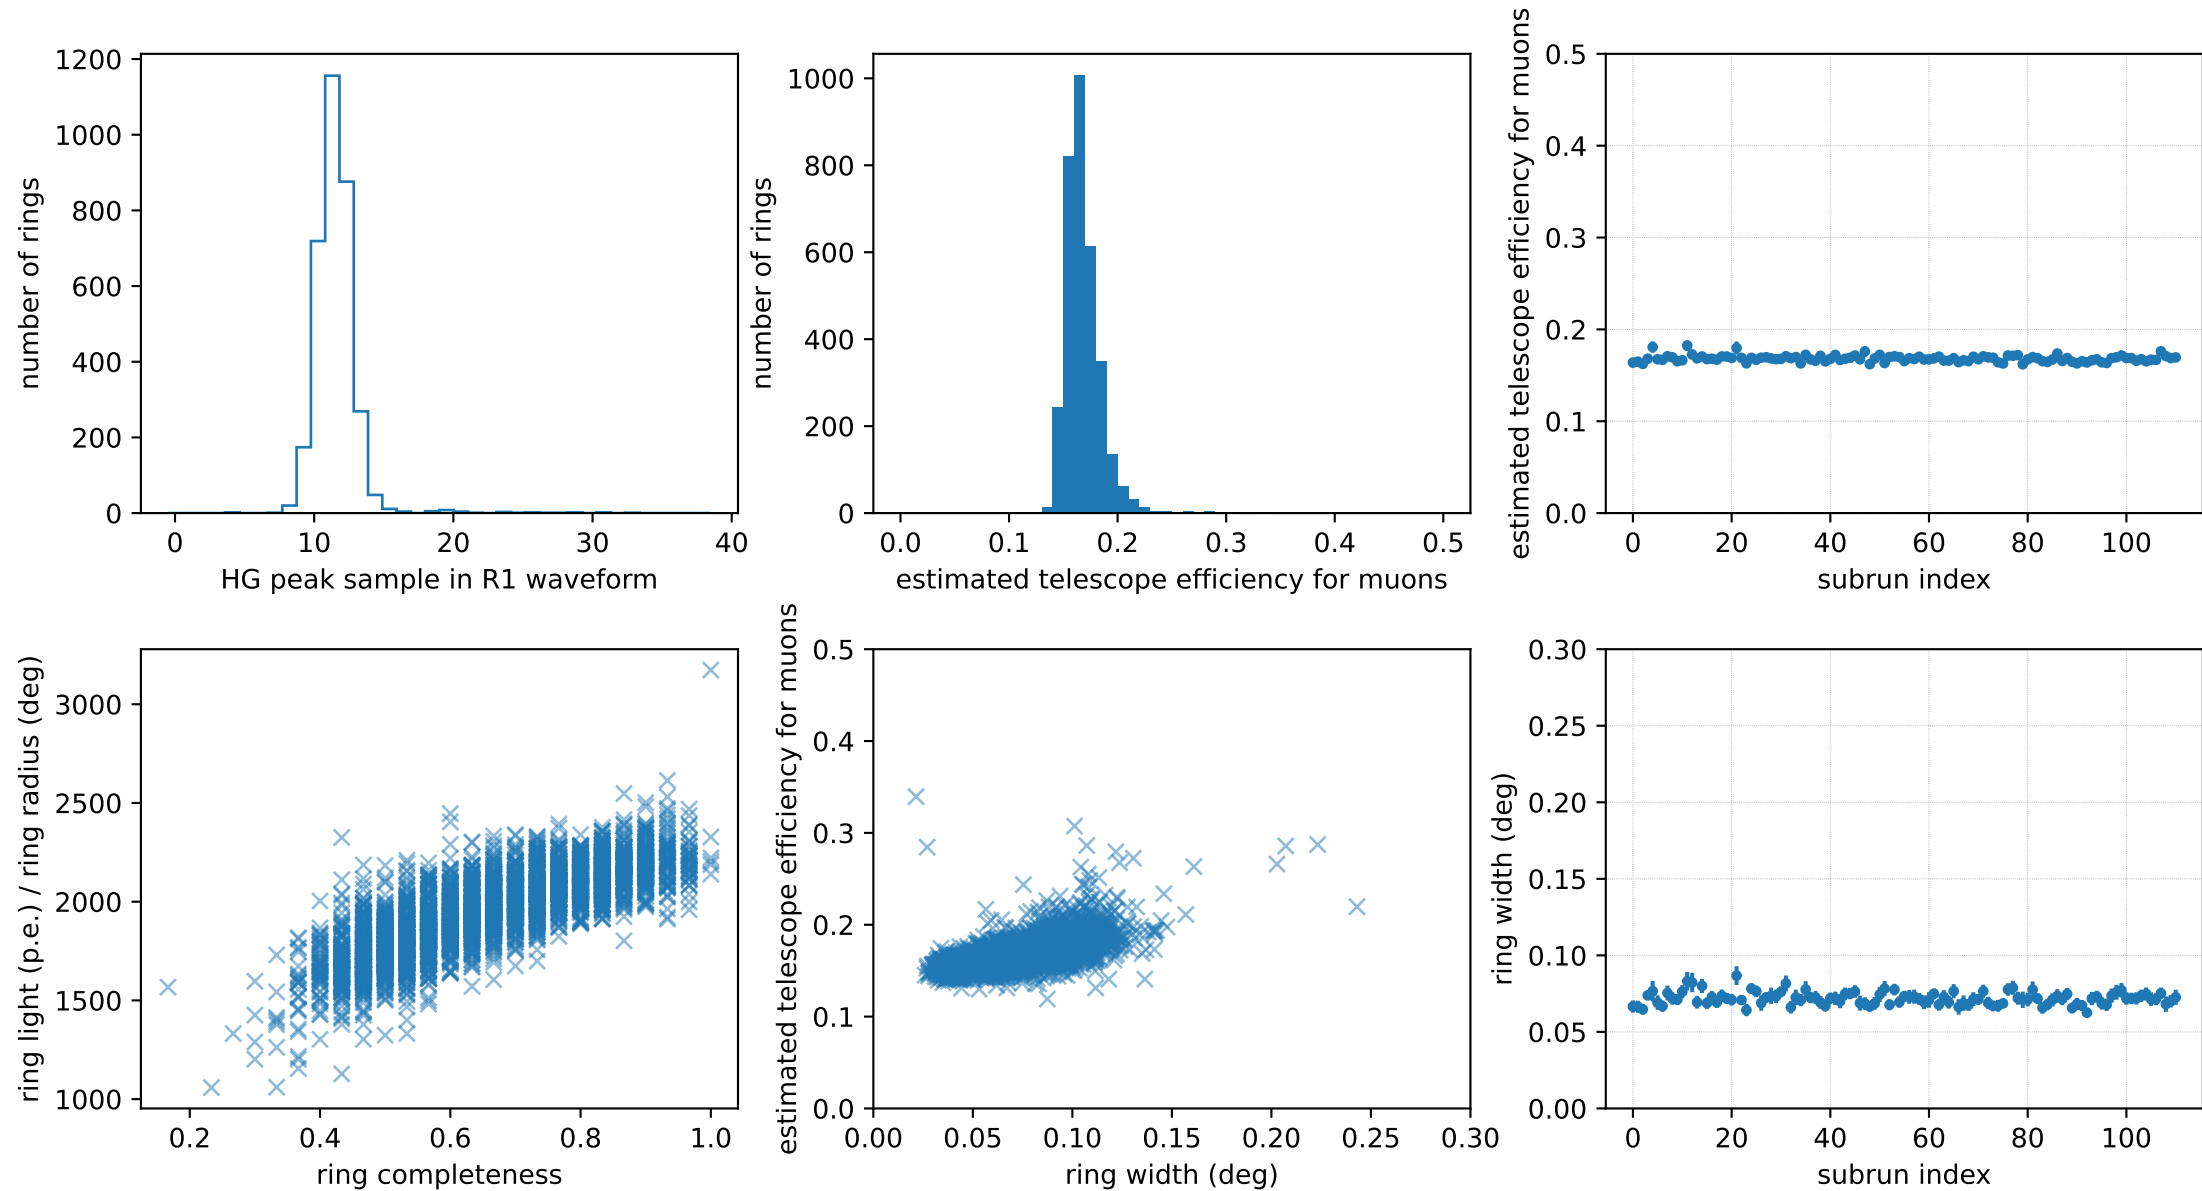 number of rings
1200
1000
800
600
400
200
0
0 10 20 30 40
HG peak sample in R1 waveform
number of rings
1000
800
600
400
200
0
0.0 0.1 0.2 0.3 0.4 0.5
estimated telescope efficiency for muons
estimated telescope efficiency for muons
0.5
0.4
0.3
0.2
0.1
0.0
0 20 40 60 80 100
subrun index
ring light (p.e.) / ring radius (deg)
3000
2500
2000
1500
1000
0.2 0.4 0.6 0.8 1.0
ring completeness
estimated telescope efficiency for muons
0.5
0.4
0.3
0.2
0.1
0.0
0.00 0.05 0.10 0.15 0.20 0.25 0.30
ring width (deg)
ring width (deg)
0.30
0.25
0.20
0.15
0.10
0.05
0.00
0 20 40 60 80 100
subrun index